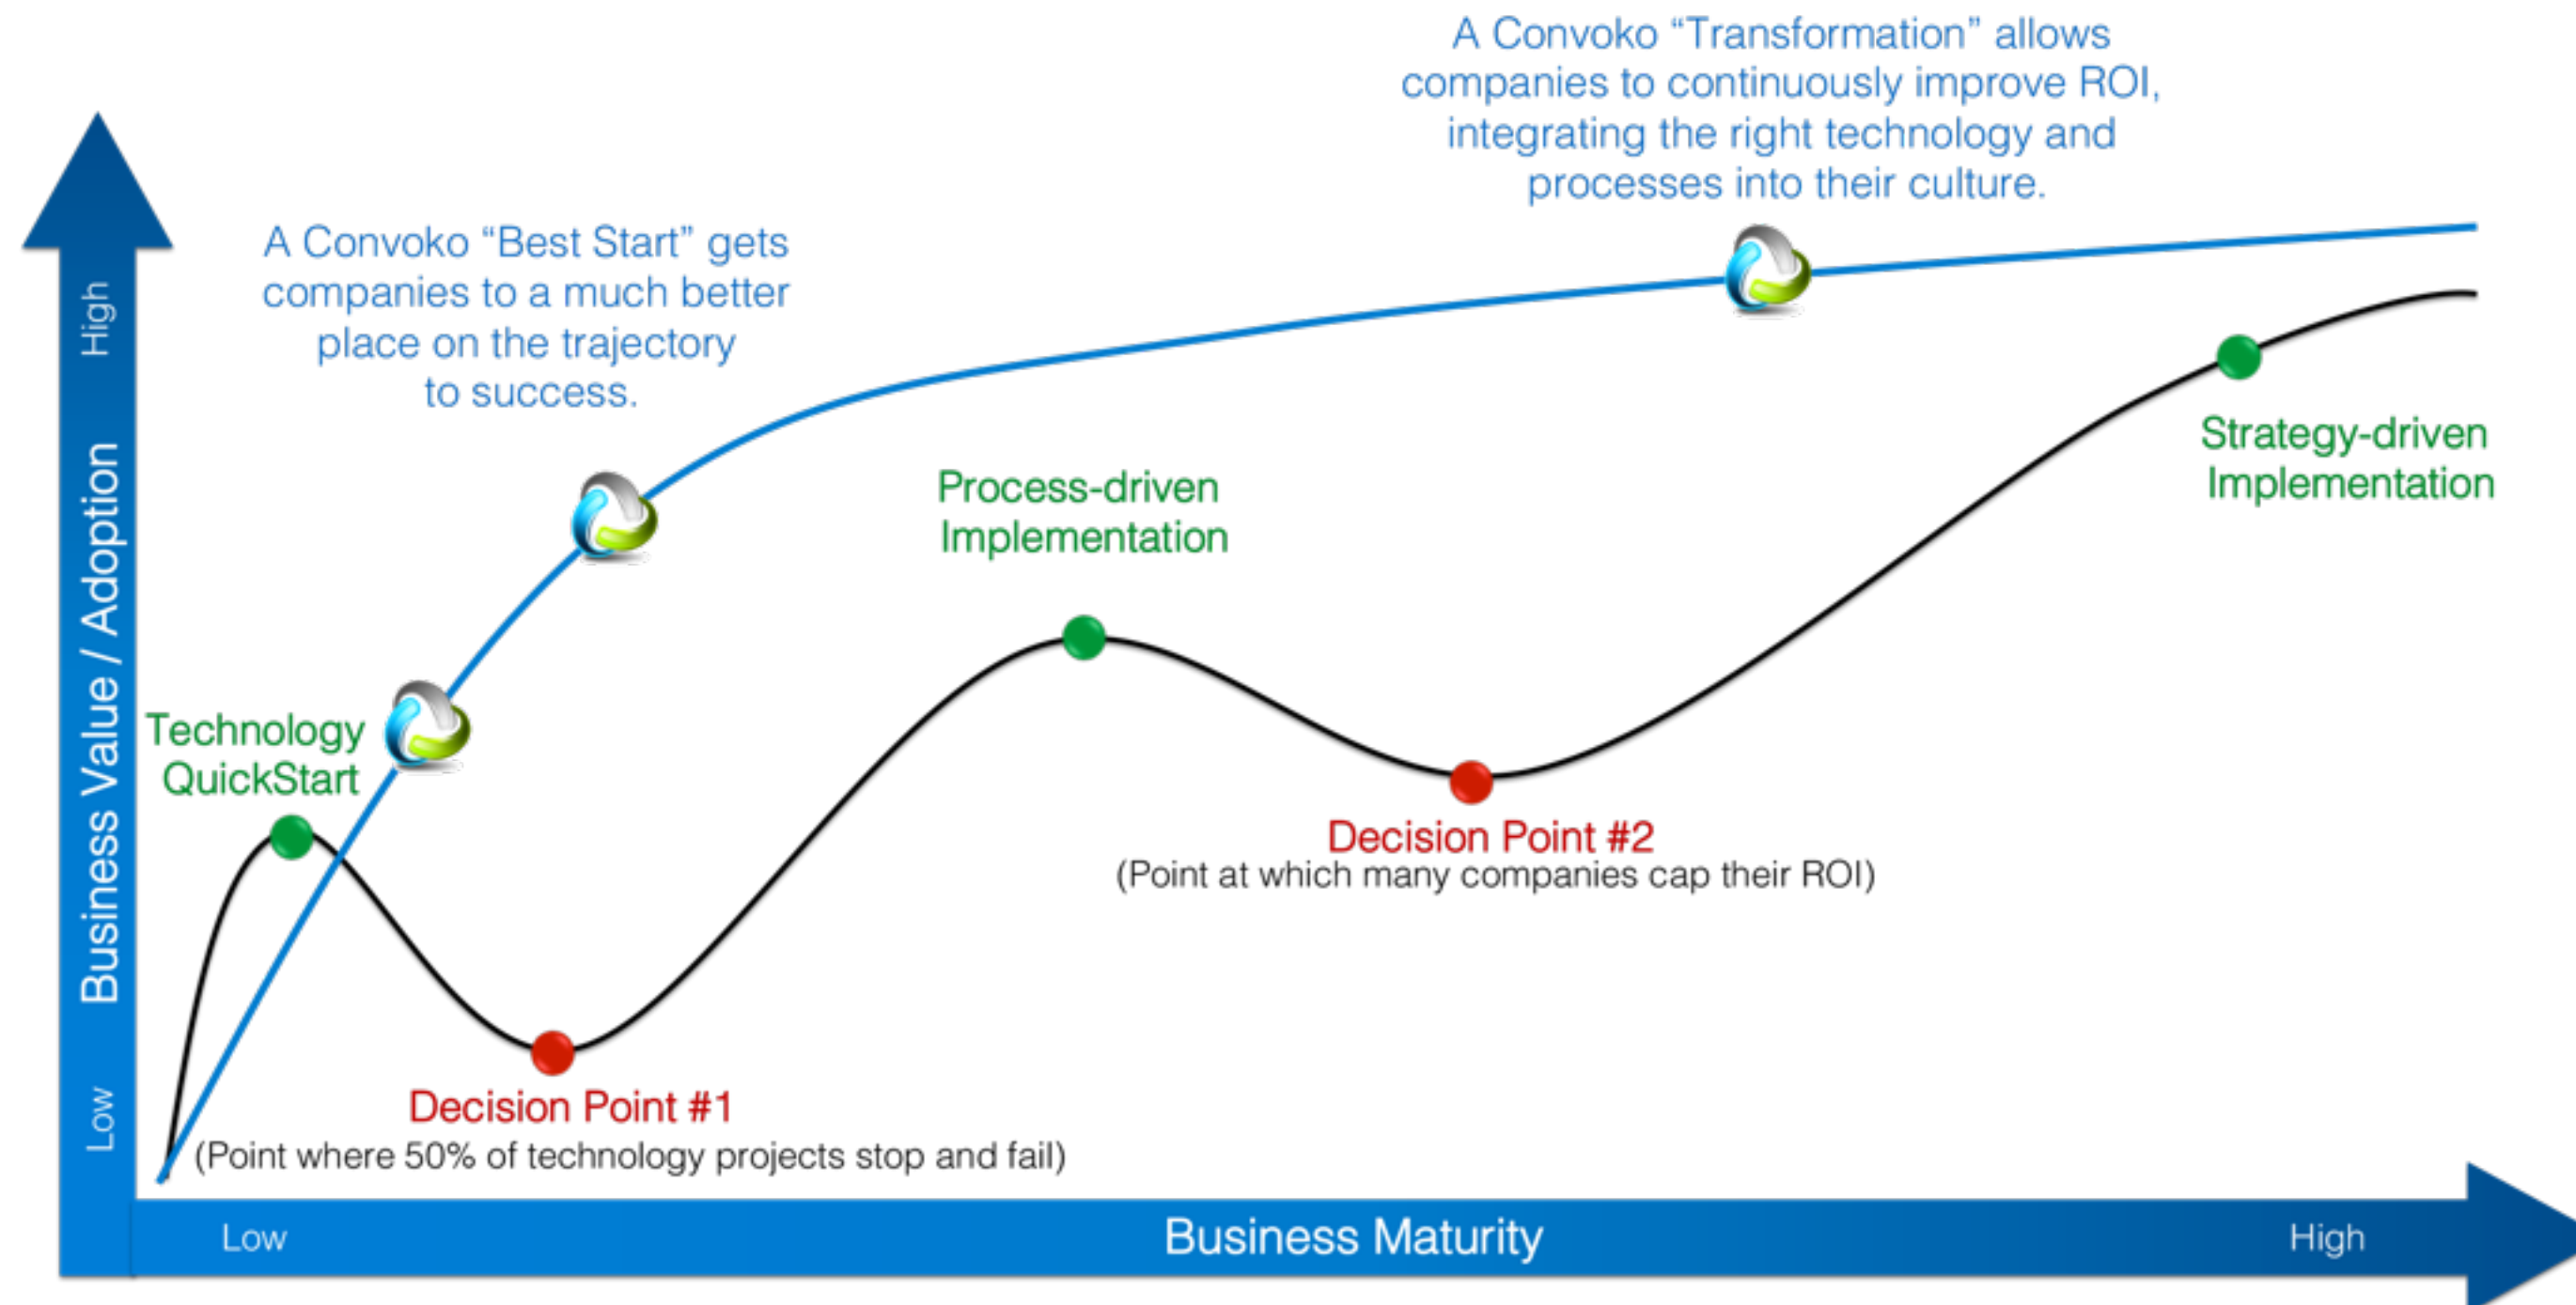 A Convoko “Transformation” allows
companies to continuously improve ROI,
integrating the right technology and
processes into their culture.
A Convoko “Best Start” gets
companies to a much better
place on the trajectory
to success.
High
Business Value / Adoption
Low
Strategy-driven
Implementation
Process-driven
Implementation
Technology
QuickStart
Decision Point #2
(Point at which many companies cap their ROI)
Decision Point #1
(Point where 50% of technology projects stop and fail)
Low
Business Maturity
High